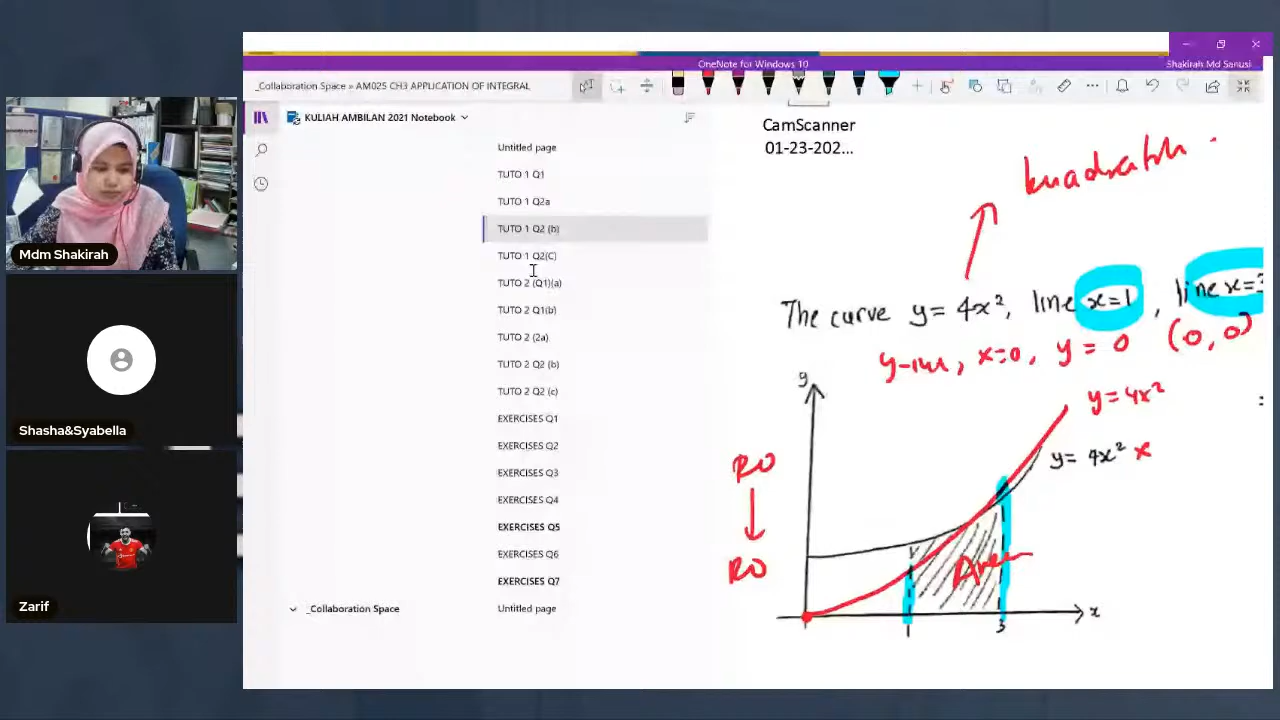 OneNote for Windows 10
Shakirah Md Sanusi
_Collaboration Space » AM025 CH3 APPLICATION OF INTEGRAL
KULIAH AMBILAN 2021 Notebook
Untitled page
TUTO 1 Q1
TUTO 1 Q2a
TUTO 1 Q2 (b)
TUTO 1 Q2(C)
TUTO 2 (Q1)(a)
TUTO 2 Q1(b)
TUTO 2 (2a)
TUTO 2 Q2 (b)
TUTO 2 Q2 (c)
EXERCISES Q1
EXERCISES Q2
EXERCISES Q3
EXERCISES Q4
EXERCISES Q5
EXERCISES Q6
EXERCISES Q7
_Collaboration Space
Untitled page
Mdm Shakirah
Shasha&Syabella
Zarif
CamScanner
01-23-202...
kuadratik
The curve y = 4x², line x=1, line x=3
y-int, x=0, y = 0 (0,0)
y
y = 4x²
y = 4x² x
RO
RO
Area
x
1
3